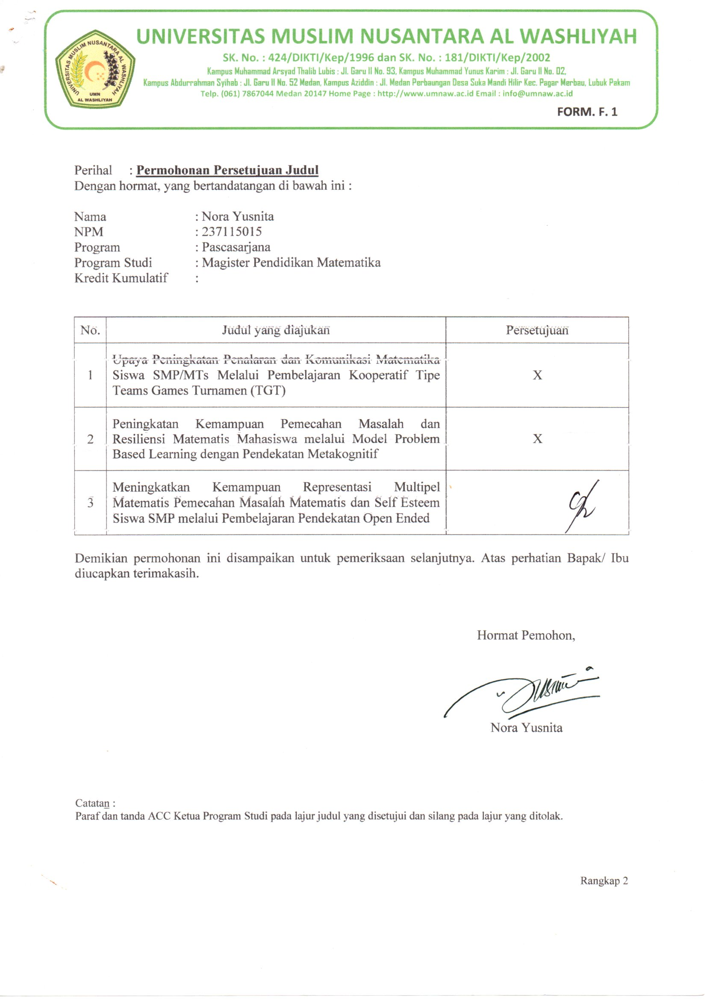 UNIVERSITAS MUSLIM NUSANTARA AL WASHLIYAH
UMN
AL WASHLIYAH
UNIVERSITAS MUSLIM NUSANTARA AL WASHLIYAH
SK. No. : 424/DIKTI/Kep/1996 dan SK. No. : 181/DIKTI/Kep/2002
Kampus Muhammad Arsyad Thalib Lubis : Jl. Garu II No. 93, Kampus Muhammad Yunus Karim : Jl. Garu II No. 02,
Kampus Abdurrahman Syihab : Jl. Garu II No. 52 Medan, Kampus Aziddin : Jl. Medan Perbaungan Desa Suka Mandi Hilir Kec. Pagar Merbau, Lubuk Pakam
Telp. (061) 7867044 Medan 20147 Home Page : http://www.umnaw.ac.id Email : info@umnaw.ac.id
FORM. F. 1
Perihal : Permohonan Persetujuan Judul
Dengan hormat, yang bertandatangan di bawah ini :
Nama : Nora Yusnita
NPM : 237115015
Program : Pascasarjana
Program Studi : Magister Pendidikan Matematika
Kredit Kumulatif :
No. Judul yang diajukan Persetujuan
Upaya Peningkatan Penalaran dan Komunikasi Matematika
1 Siswa SMP/MTs Melalui Pembelajaran Kooperatif Tipe X
Teams Games Turnamen (TGT)
Peningkatan Kemampuan Pemecahan Masalah dan
2 Resiliensi Matematis Mahasiswa melalui Model Problem X
Based Learning dengan Pendekatan Metakognitif
Meningkatkan Kemampuan Representasi Multipel
3 Matematis Pemecahan Masalah Matematis dan Self Esteem
Siswa SMP melalui Pembelajaran Pendekatan Open Ended
Demikian permohonan ini disampaikan untuk pemeriksaan selanjutnya. Atas perhatian Bapak/ Ibu
diucapkan terimakasih.
Hormat Pemohon,
Nora Yusnita
Catatan :
Paraf dan tanda ACC Ketua Program Studi pada lajur judul yang disetujui dan silang pada lajur yang ditolak.
Rangkap 2